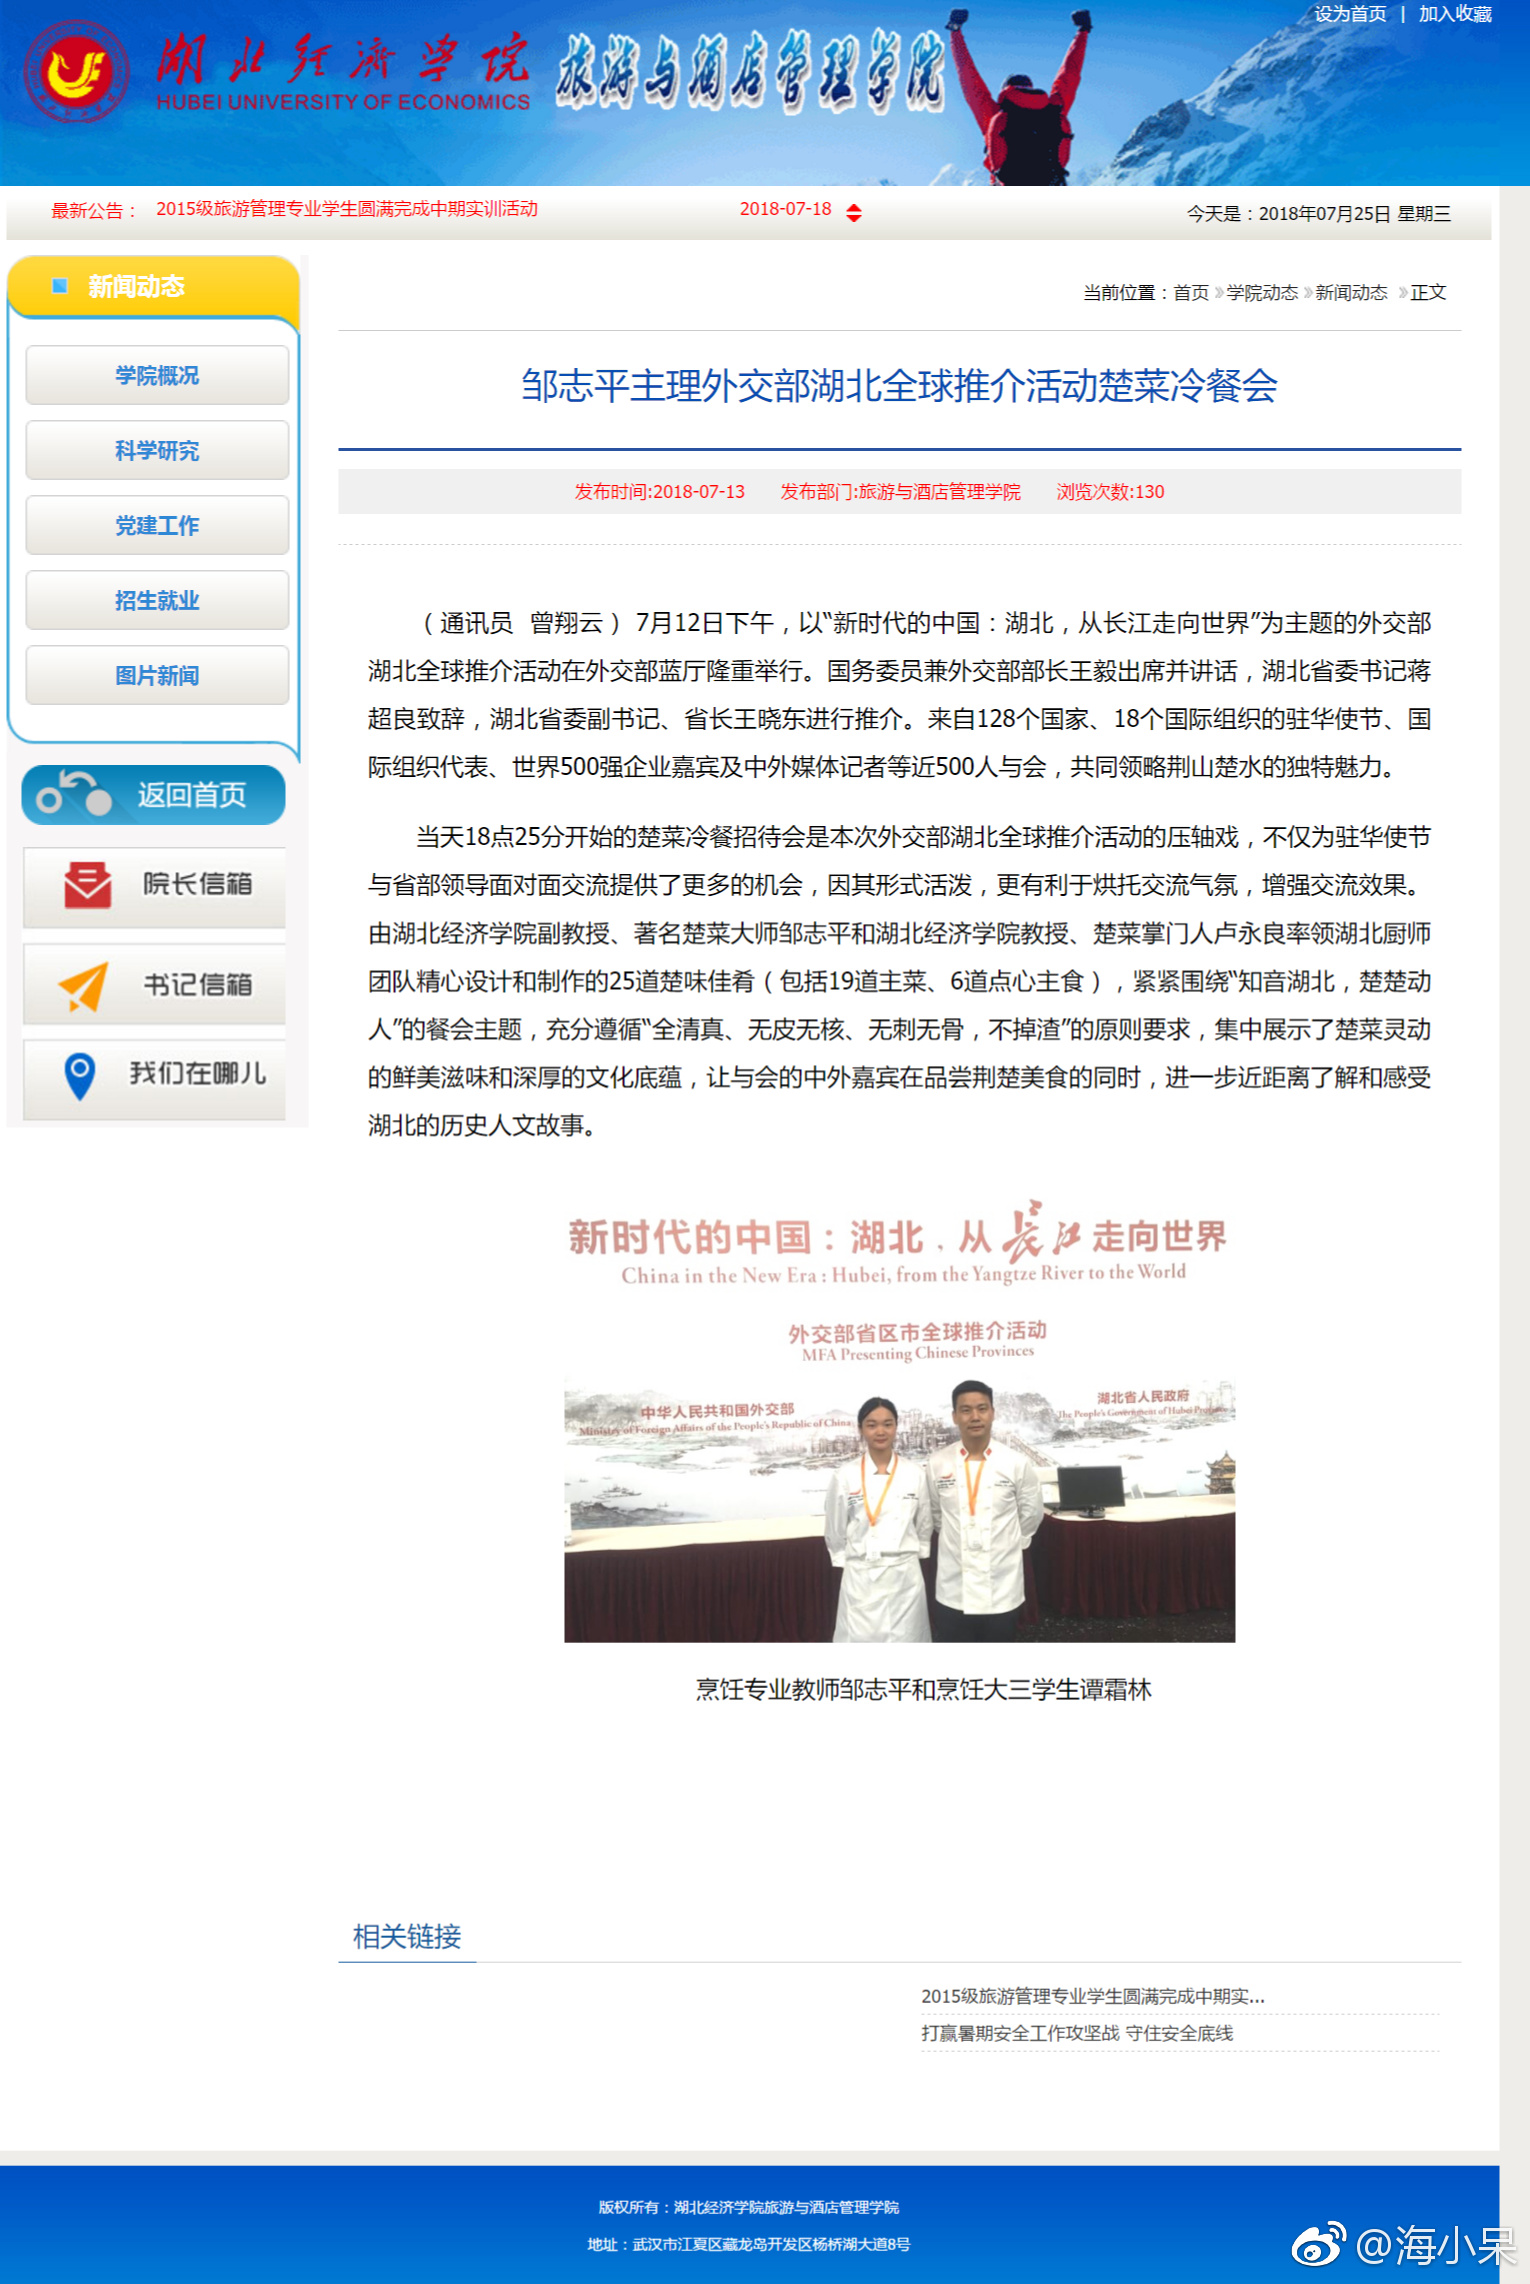 设为首页 | 加入收藏
湖北经济学院 旅游与酒店管理学院
HUBEI UNIVERSITY OF ECONOMICS
最新公告： 2015级旅游管理专业学生圆满完成中期实训活动 2018-07-18 今天是：2018年07月25日 星期三
新闻动态
学院概况
科学研究
党建工作
招生就业
图片新闻
返回首页
院长信箱
书记信箱
我们在哪儿
当前位置：首页 》学院动态 》新闻动态 》正文
邹志平主理外交部湖北全球推介活动楚菜冷餐会
发布时间:2018-07-13 发布部门:旅游与酒店管理学院 浏览次数:130
（ 通讯员 曾翔云 ） 7月12日下午，以“新时代的中国：湖北，从长江走向世界”为主题的外交部
湖北全球推介活动在外交部蓝厅隆重举行。国务委员兼外交部部长王毅出席并讲话，湖北省委书记蒋
超良致辞，湖北省委副书记、省长王晓东进行推介。来自128个国家、18个国际组织的驻华使节、国
际组织代表、世界500强企业嘉宾及中外媒体记者等近500人与会，共同领略荆山楚水的独特魅力。
当天18点25分开始的楚菜冷餐招待会是本次外交部湖北全球推介活动的压轴戏，不仅为驻华使节
与省部领导面对面交流提供了更多的机会，因其形式活泼，更有利于烘托交流气氛，增强交流效果。
由湖北经济学院副教授、著名楚菜大师邹志平和湖北经济学院教授、楚菜掌门人卢永良率领湖北厨师
团队精心设计和制作的25道楚味佳肴（包括19道主菜、6道点心主食），紧紧围绕“知音湖北，楚楚动
人”的餐会主题，充分遵循“全清真、无皮无核、无刺无骨，不掉渣”的原则要求，集中展示了楚菜灵动
的鲜美滋味和深厚的文化底蕴，让与会的中外嘉宾在品尝荆楚美食的同时，进一步近距离了解和感受
湖北的历史人文故事。
新时代的中国：湖北，从长江走向世界
China in the New Era : Hubei, from the Yangtze River to the World
外交部省区市全球推介活动
MFA Presenting Chinese Provinces
中华人民共和国外交部
Ministry of Foreign Affairs of the People's Republic of China
湖北省人民政府
The People's Government of Hubei Province
烹饪专业教师邹志平和烹饪大三学生谭霜林
相关链接
2015级旅游管理专业学生圆满完成中期实...
打赢暑期安全工作攻坚战 守住安全底线
版权所有：湖北经济学院旅游与酒店管理学院
地址：武汉市江夏区藏龙岛开发区杨桥湖大道8号
@海小呆